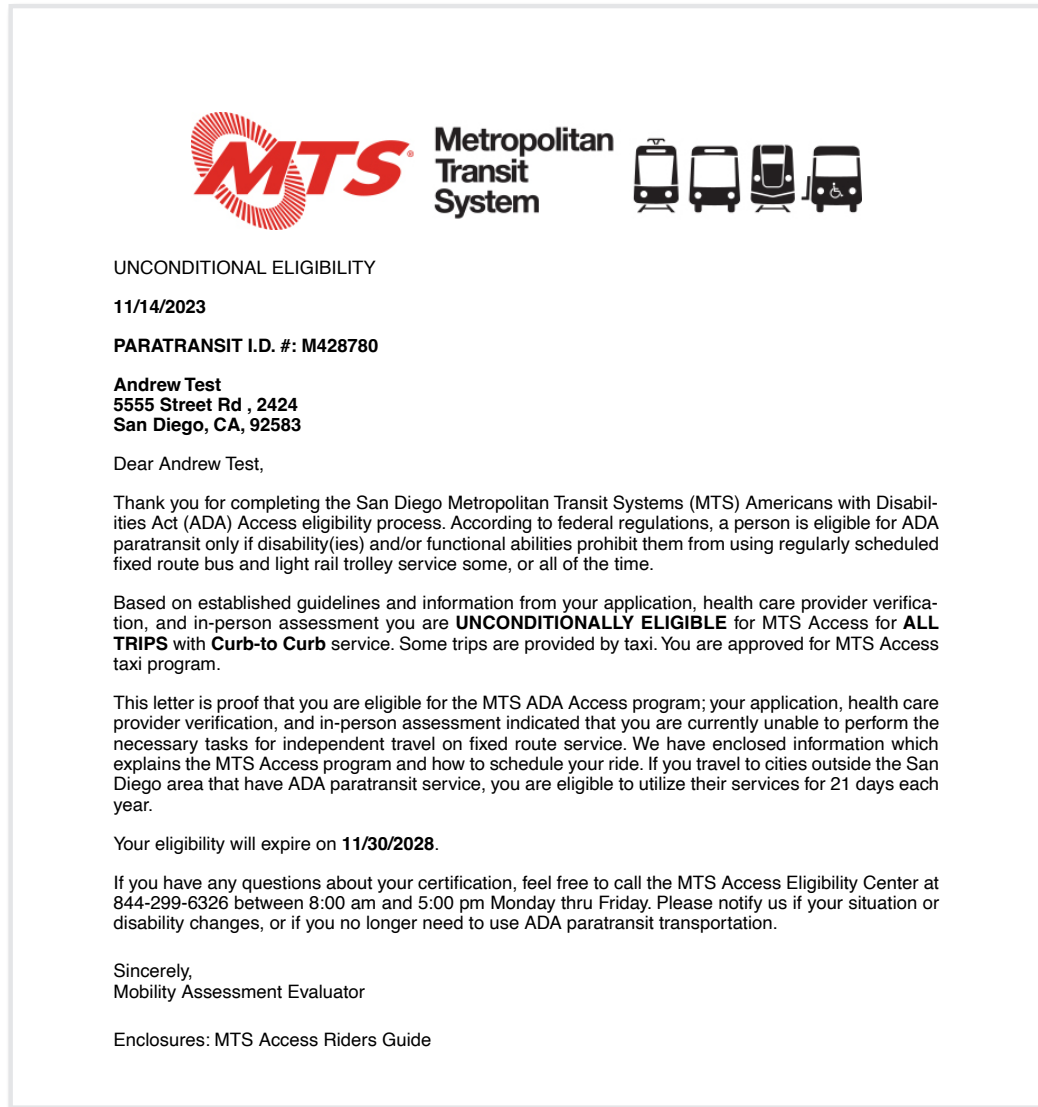 MTS®
Metropolitan
Transit
System
UNCONDITIONAL ELIGIBILITY
11/14/2023
PARATRANSIT I.D. #: M428780
Andrew Test
5555 Street Rd , 2424
San Diego, CA, 92583
Dear Andrew Test,
Thank you for completing the San Diego Metropolitan Transit Systems (MTS) Americans with Disabil-
ities Act (ADA) Access eligibility process. According to federal regulations, a person is eligible for ADA
paratransit only if disability(ies) and/or functional abilities prohibit them from using regularly scheduled
fixed route bus and light rail trolley service some, or all of the time.
Based on established guidelines and information from your application, health care provider verifica-
tion, and in-person assessment you are UNCONDITIONALLY ELIGIBLE for MTS Access for ALL
TRIPS with Curb-to Curb service. Some trips are provided by taxi. You are approved for MTS Access
taxi program.
This letter is proof that you are eligible for the MTS ADA Access program; your application, health care
provider verification, and in-person assessment indicated that you are currently unable to perform the
necessary tasks for independent travel on fixed route service. We have enclosed information which
explains the MTS Access program and how to schedule your ride. If you travel to cities outside the San
Diego area that have ADA paratransit service, you are eligible to utilize their services for 21 days each
year.
Your eligibility will expire on 11/30/2028.
If you have any questions about your certification, feel free to call the MTS Access Eligibility Center at
844-299-6326 between 8:00 am and 5:00 pm Monday thru Friday. Please notify us if your situation or
disability changes, or if you no longer need to use ADA paratransit transportation.
Sincerely,
Mobility Assessment Evaluator
Enclosures: MTS Access Riders Guide